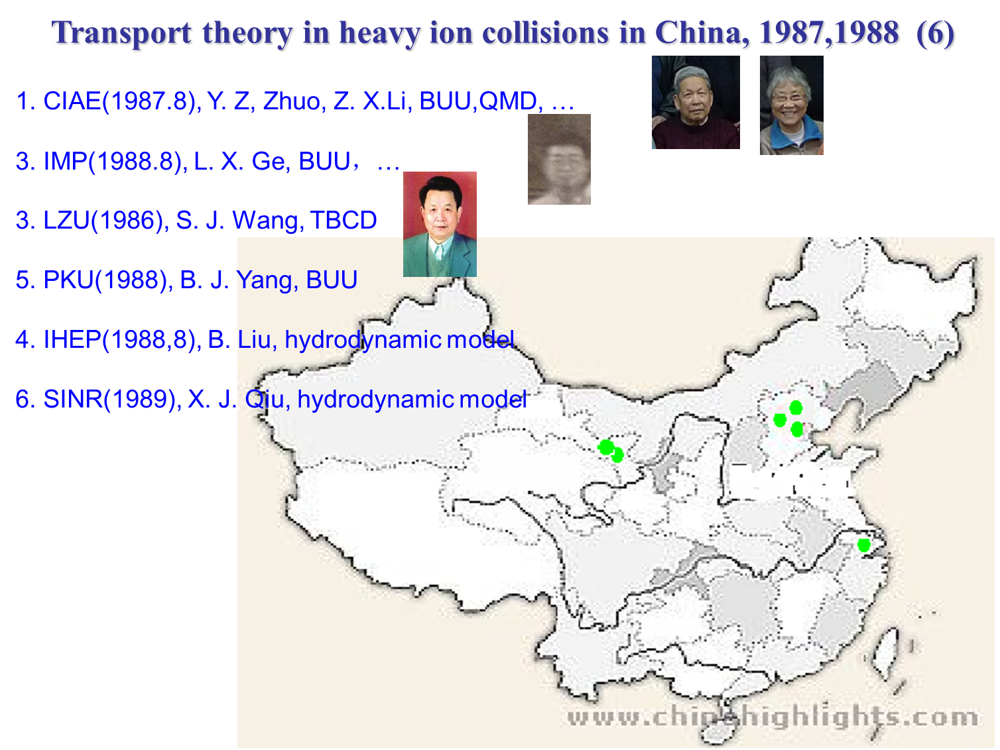 Transport theory in heavy ion collisions in China, 1987,1988 (6)
1. CIAE(1987.8), Y. Z, Zhuo, Z. X.Li, BUU,QMD, …
3. IMP(1988.8), L. X. Ge, BUU，…
3. LZU(1986), S. J. Wang, TBCD
5. PKU(1988), B. J. Yang, BUU
4. IHEP(1988,8), B. Liu, hydrodynamic model
6. SINR(1989), X. J. Qiu, hydrodynamic model
www.chinahighlights.com